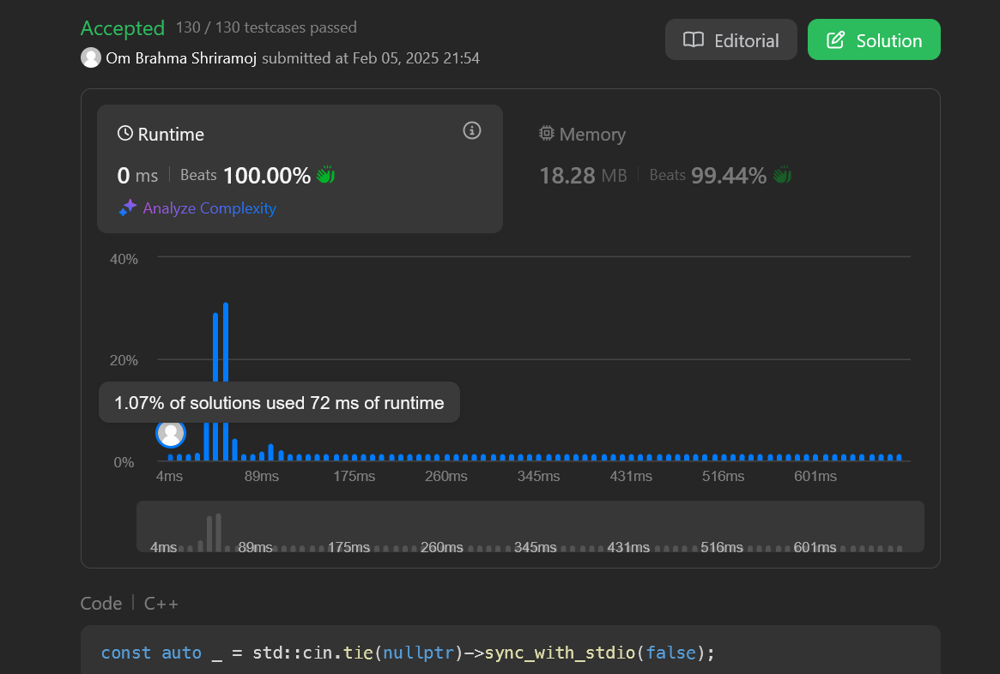 Accepted 130 / 130 testcases passed
Editorial
Solution
Om Brahma Shriramoj submitted at Feb 05, 2025 21:54
Runtime
Memory
0 ms Beats 100.00%
18.28 MB Beats 99.44%
Analyze Complexity
40%
20%
1.07% of solutions used 72 ms of runtime
0%
4ms 89ms 175ms 260ms 345ms 431ms 516ms 601ms
4ms 89ms 175ms 260ms 345ms 431ms 516ms 601ms
Code C++
const auto _ = std::cin.tie(nullptr)->sync_with_stdio(false);